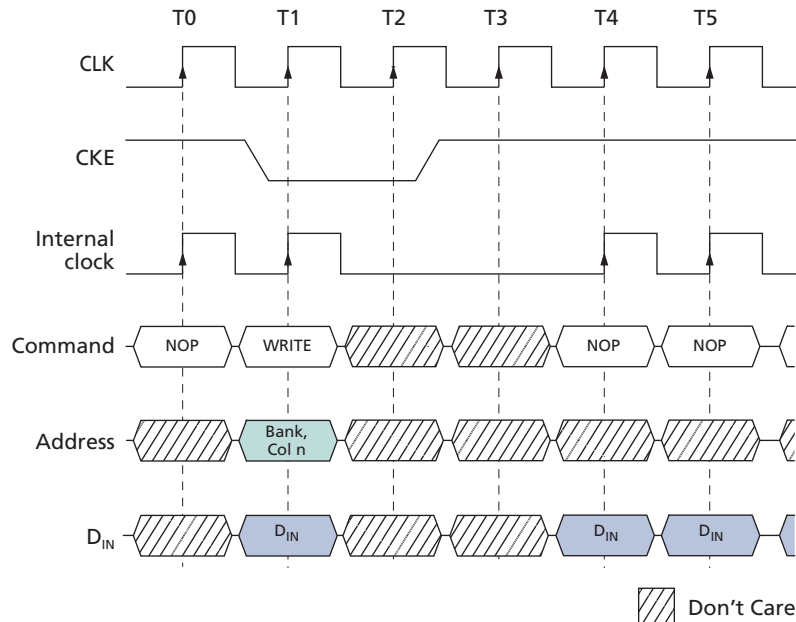 T0 T1 T2 T3 T4 T5
CLK
CKE
Internal
clock
Command NOP WRITE NOP NOP
Address Bank,
Col n
DIN DIN DIN DIN
Don't Care